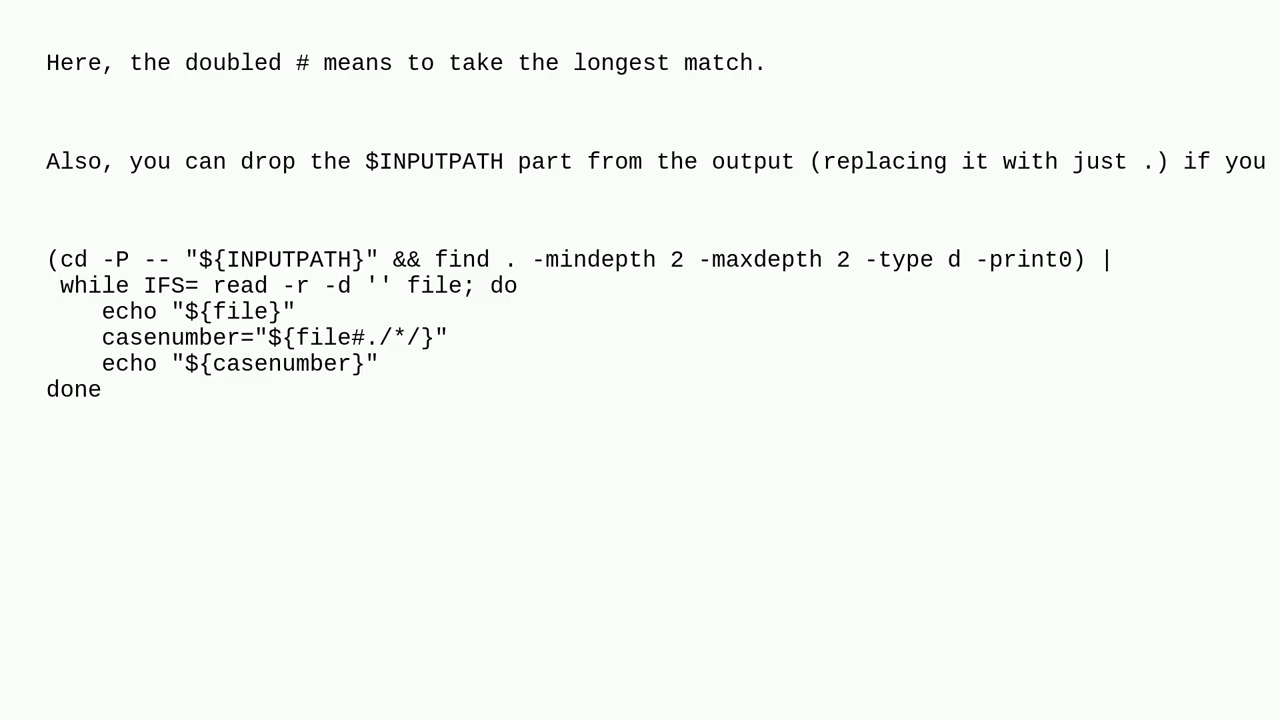 Here, the doubled # means to take the longest match.
Also, you can drop the $INPUTPATH part from the output (replacing it with just .) if you
(cd -P -- "${INPUTPATH}" && find . -mindepth 2 -maxdepth 2 -type d -print0) |
 while IFS= read -r -d '' file; do
    echo "${file}"
    casenumber="${file#./*/}"
    echo "${casenumber}"
done